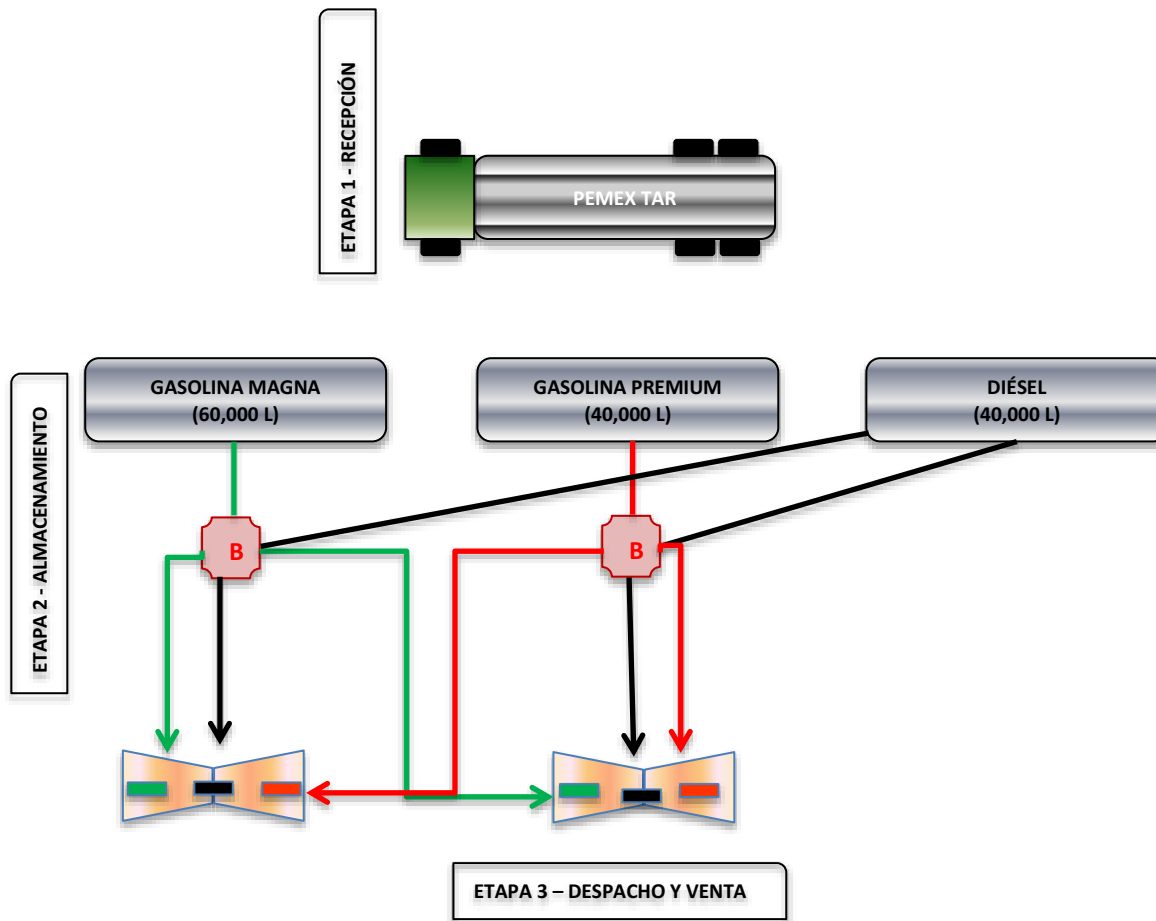 ETAPA 1 - RECEPCIÓN
PEMEX TAR
ETAPA 2 - ALMACENAMIENTO
GASOLINA MAGNA
(60,000 L)
GASOLINA PREMIUM
(40,000 L)
DIÉSEL
(40,000 L)
B
B
ETAPA 3 – DESPACHO Y VENTA